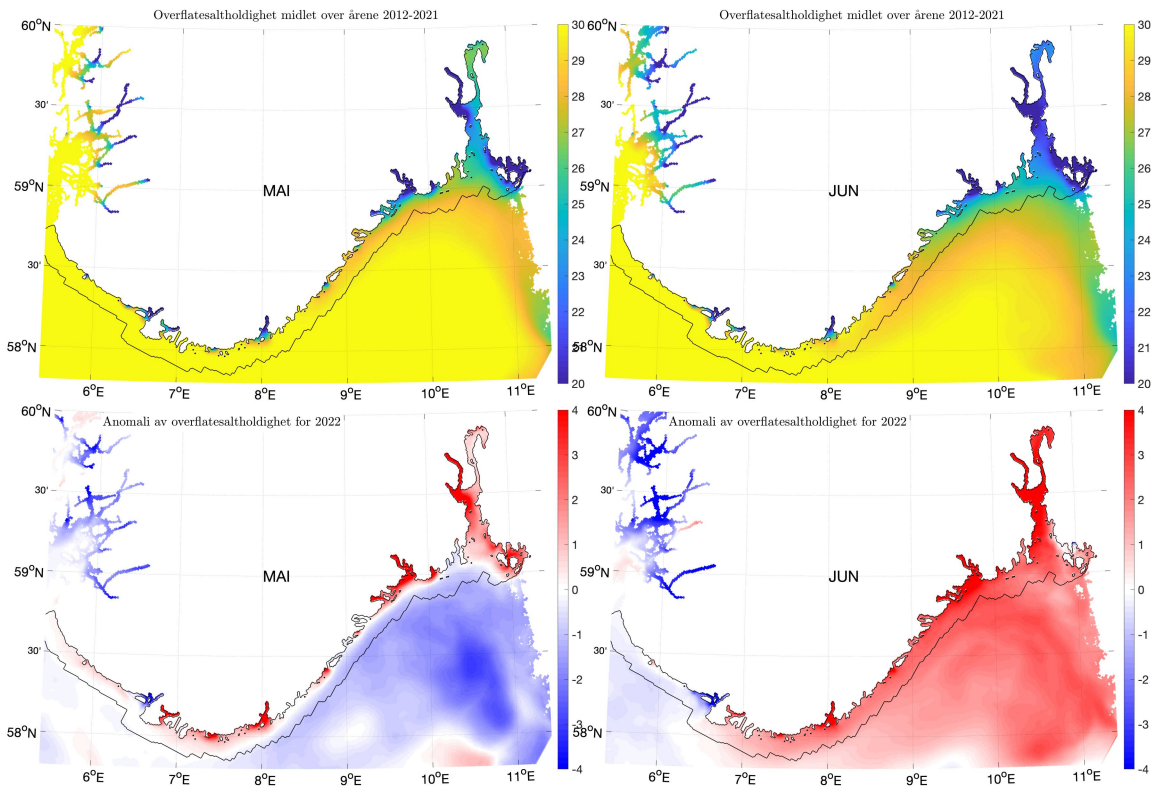 Overflatesaltholdighet midlet over årene 2012-2021
60°N
30'
59°N
30'
58°N
MAI
6°E 7°E 8°E 9°E 10°E 11°E
30
29
28
27
26
25
24
23
22
21
20
Overflatesaltholdighet midlet over årene 2012-2021
60°N
30'
59°N
30'
58°N
JUN
6°E 7°E 8°E 9°E 10°E 11°E
30
29
28
27
26
25
24
23
22
21
20
Anomali av overflatesaltholdighet for 2022
60°N
30'
59°N
30'
58°N
MAI
6°E 7°E 8°E 9°E 10°E 11°E
4
3
2
1
0
-1
-2
-3
-4
Anomali av overflatesaltholdighet for 2022
60°N
30'
59°N
30'
58°N
JUN
6°E 7°E 8°E 9°E 10°E 11°E
4
3
2
1
0
-1
-2
-3
-4